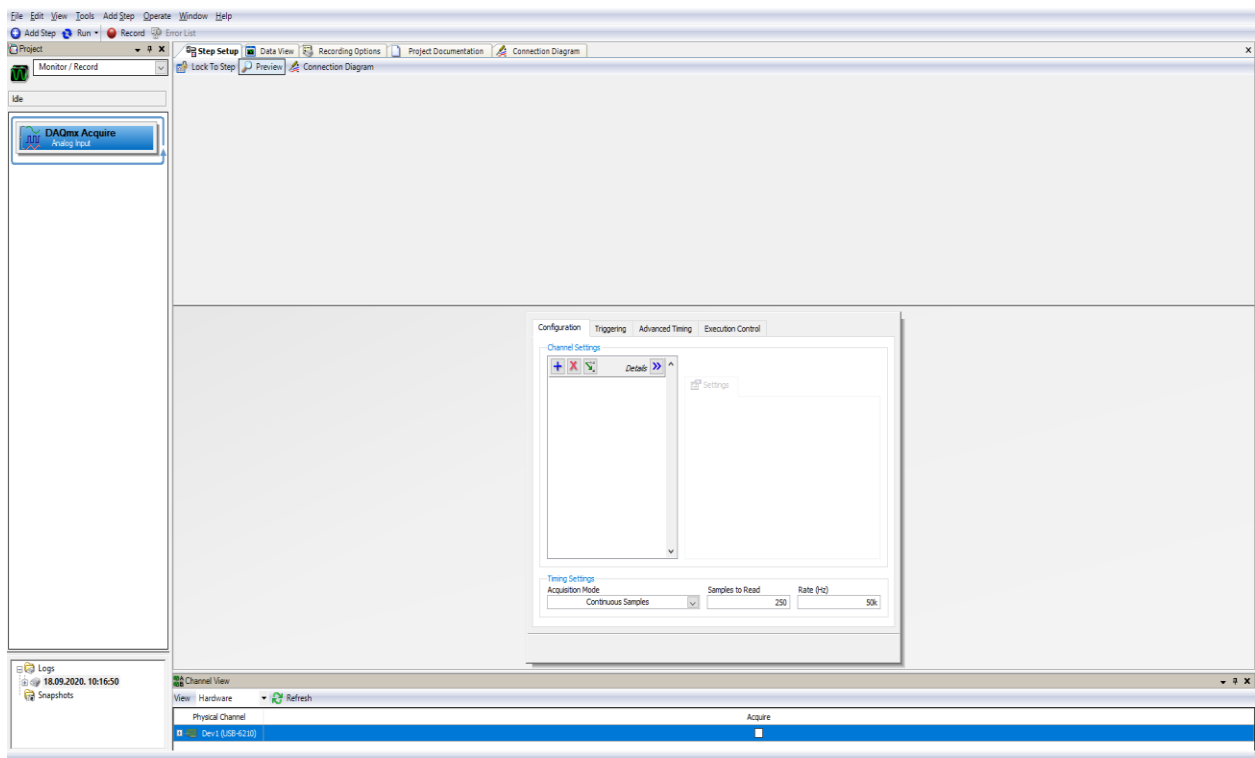 File Edit View Tools Add Step Operate Window Help
Add Step Run Record Error List
Project
Monitor / Record
Idle
DAQmx Acquire
Analog Input
Logs
18.09.2020. 10:16:50
Snapshots
Step Setup Data View Recording Options Project Documentation Connection Diagram
Lock To Step Preview Connection Diagram
Configuration Triggering Advanced Timing Execution Control
Channel Settings
Details
Settings
Timing Settings
Acquisition Mode Samples to Read Rate (Hz)
Continuous Samples 250 50k
Channel View
View Hardware Refresh
Physical Channel Acquire
Dev1 (USB-6210)